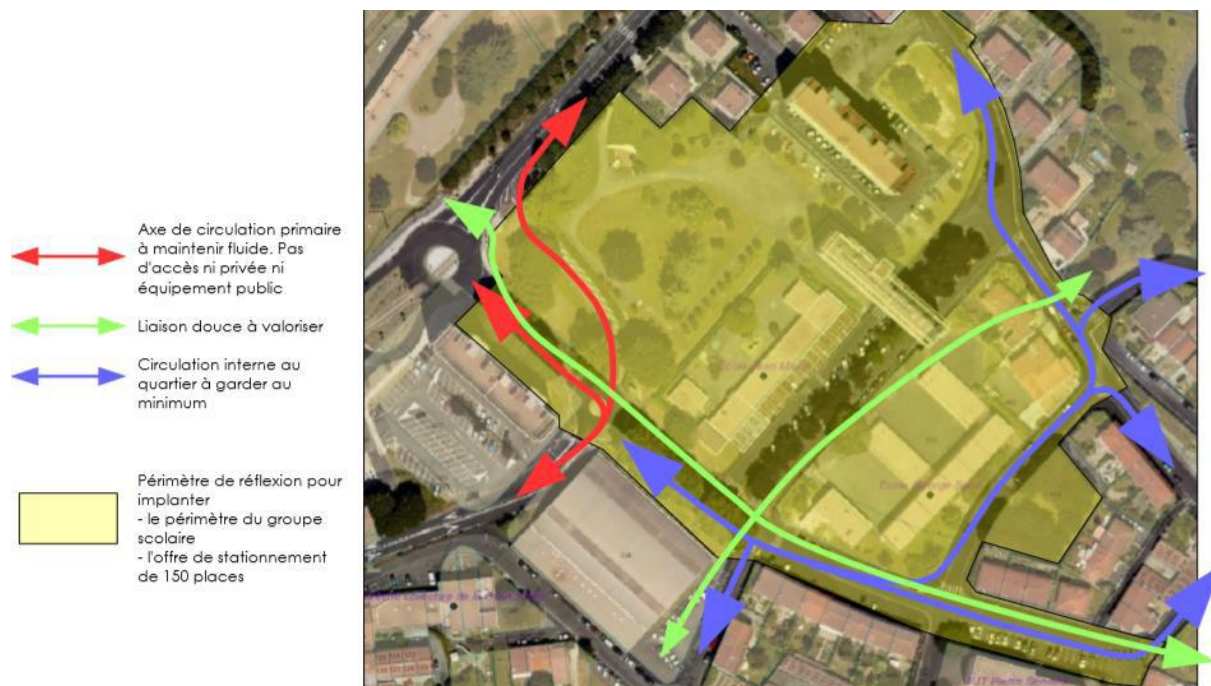 Axe de circulation primaire
à maintenir fluide. Pas
d'accès ni privée ni
équipement public
Liaison douce à valoriser
Circulation interne au
quartier à garder au
minimum
Périmètre de réflexion pour
implanter
- le périmètre du groupe
scolaire
- l'offre de stationnement
de 150 places